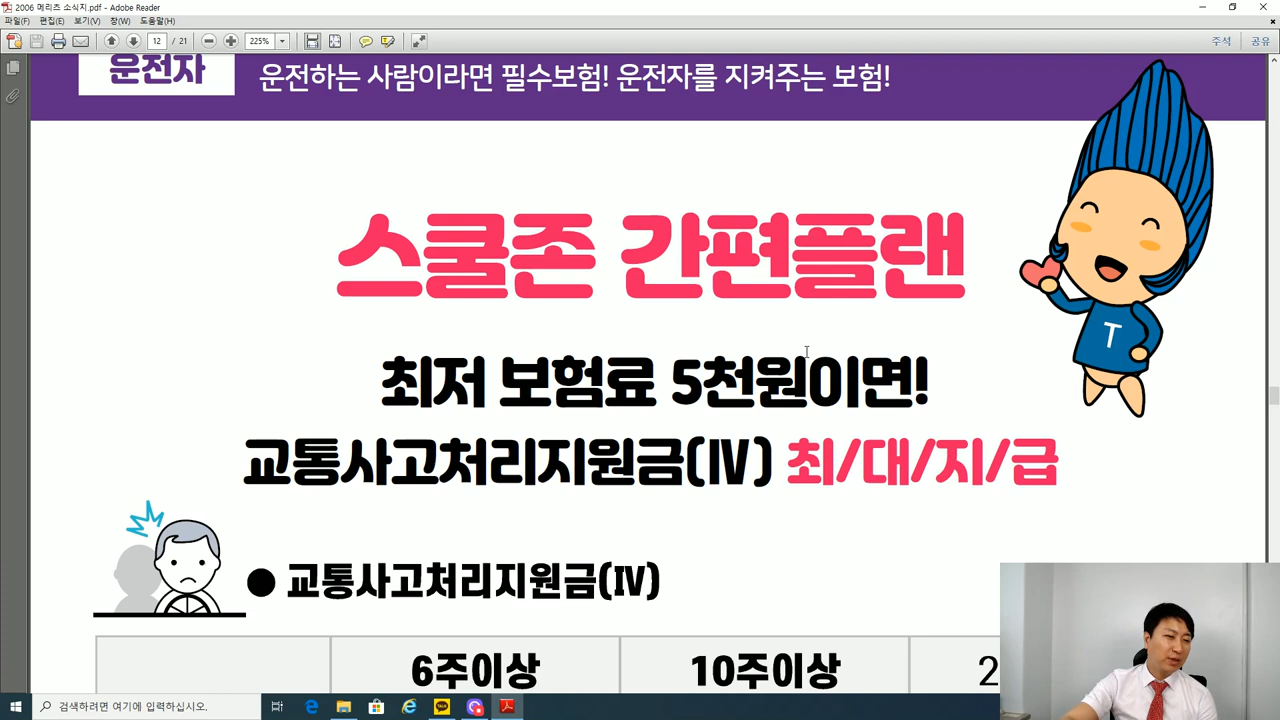 2006 메리츠 소식지.pdf - Adobe Reader
파일(F) 편집(E) 보기(V) 창(W) 도움말(H)
12 / 21 225% 주석 공유
운전자 운전하는 사람이라면 필수보험! 운전자를 지켜주는 보험!
스쿨존 간편플랜
T
최저 보험료 5천원이면!
교통사고처리지원금(Ⅳ) 최/대/지/급
● 교통사고처리지원금(Ⅳ)
6주이상 10주이상 2
검색하려면 여기에 입력하십시오.
TALK